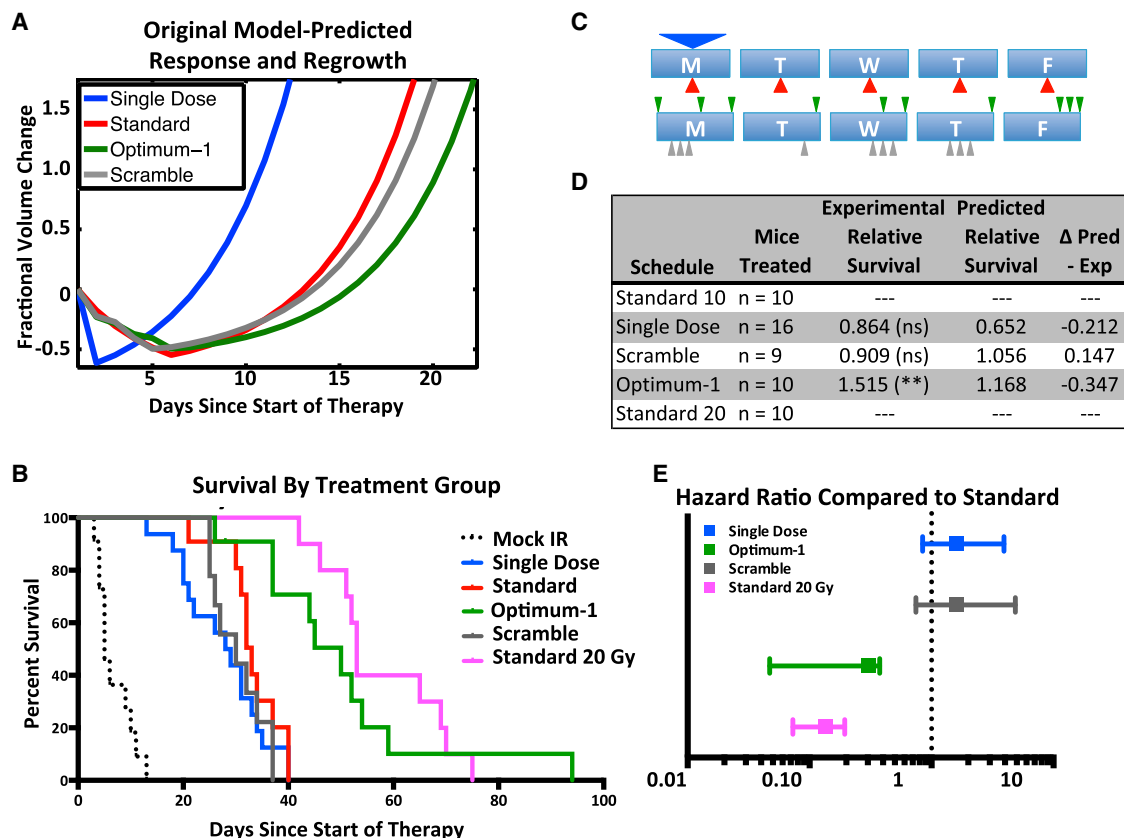 A
Original Model-Predicted
Response and Regrowth
Fractional Volume Change
1.5
1.0
0.5
0
-0.5
Single Dose
Standard
Optimum–1
Scramble
5
10
15
20
Days Since Start of Therapy
B
Survival By Treatment Group
Percent Survival
100
80
60
40
20
0
Mock IR
Single Dose
Standard
Optimum-1
Scramble
Standard 20 Gy
0
20
40
60
80
100
Days Since Start of Therapy
C
M T W T F
M T W T F
D
Schedule Mice Treated Experimental Relative Survival Predicted Relative Survival Δ Pred - Exp
Standard 10 n = 10 --- --- ---
Single Dose n = 16 0.864 (ns) 0.652 -0.212
Scramble n = 9 0.909 (ns) 1.056 0.147
Optimum-1 n = 10 1.515 (**) 1.168 -0.347
Standard 20 n = 10 --- --- ---
E
Hazard Ratio Compared to Standard
Single Dose
Optimum-1
Scramble
Standard 20 Gy
0.01 0.10 1 10